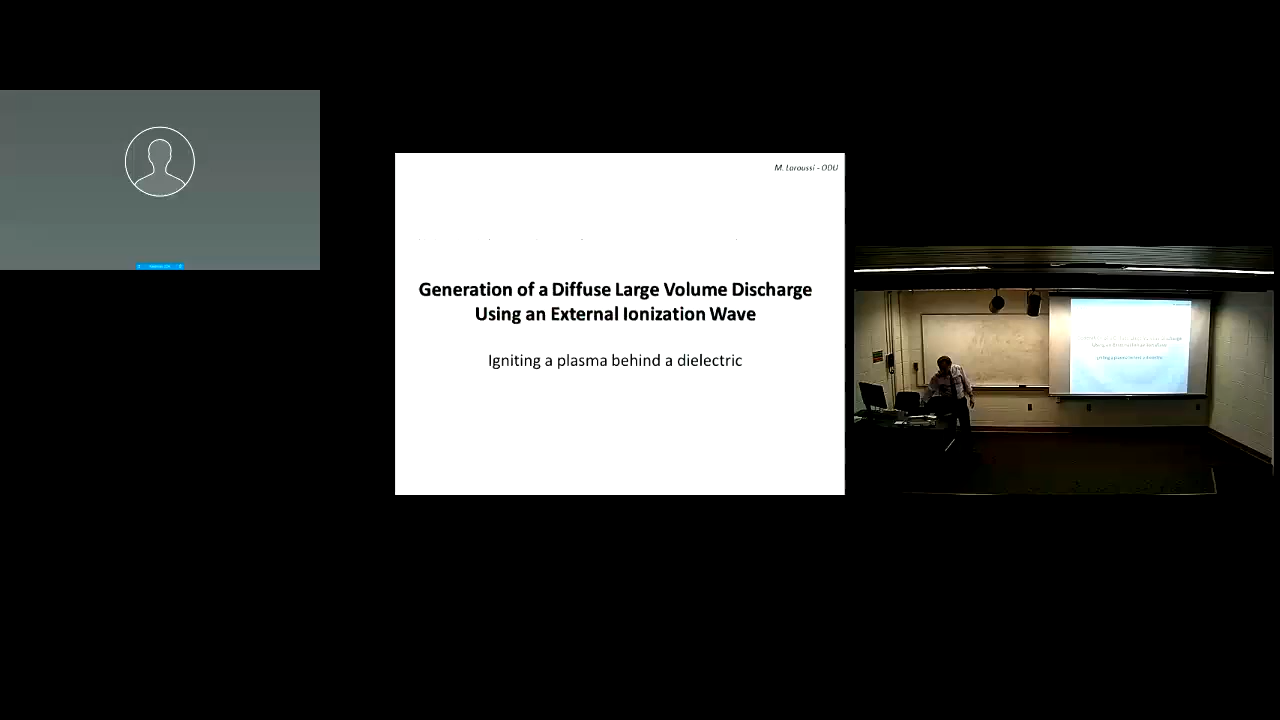 M. Laroussi - ODU
Generation of a Diffuse Large Volume Discharge
Using an External Ionization Wave
Igniting a plasma behind a dielectric